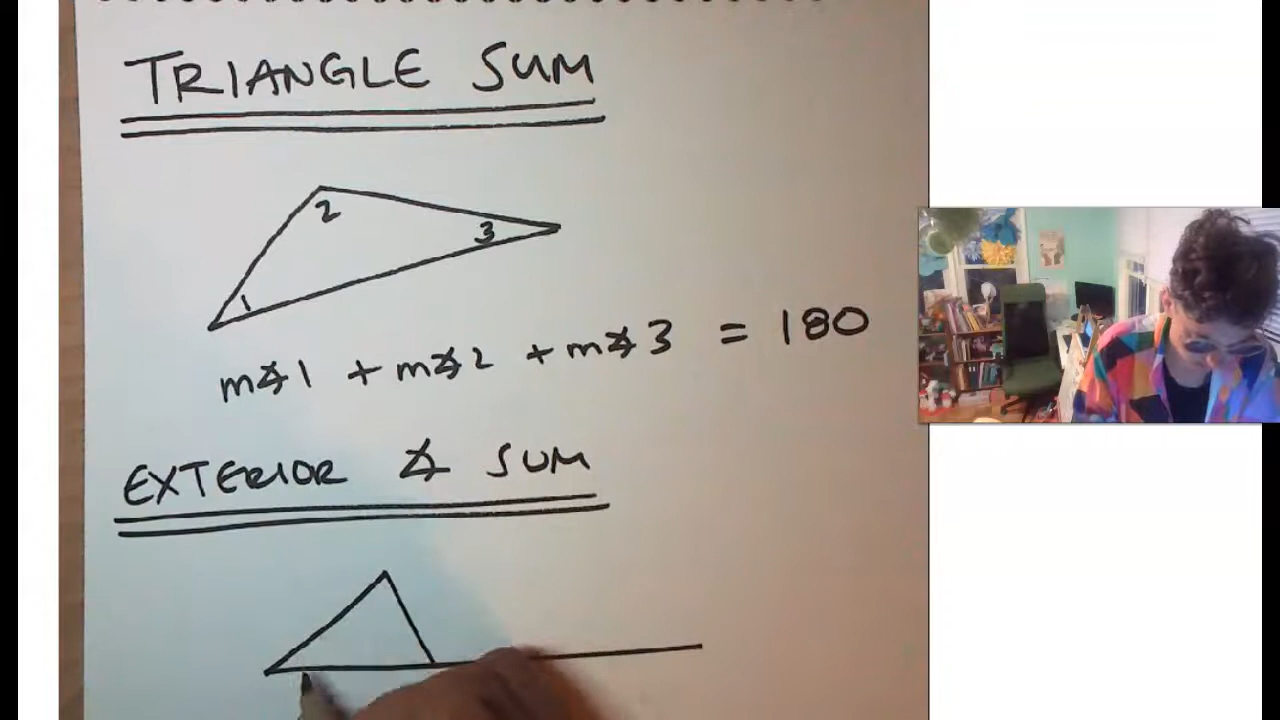 TRIANGLE SUM
2
3
1
m∡1 + m∡2 + m∡3 = 180
EXTERIOR ∡ SUM